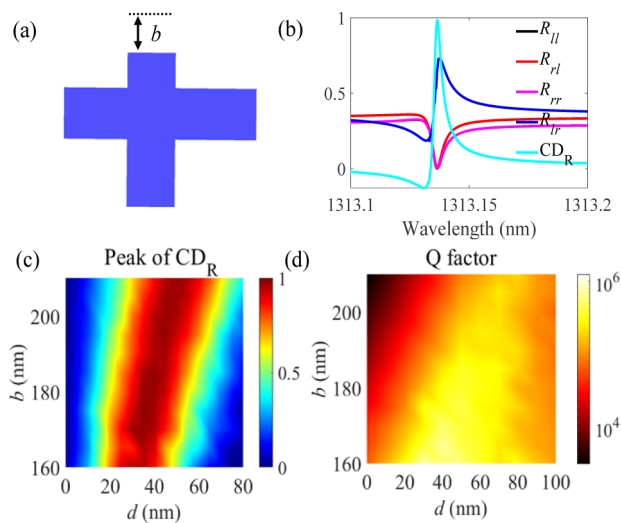 (a)
b
(b)
1
0.5
0
R_ll
R_rl
R_rr
R_lr
CD_R
1313.1
1313.15
1313.2
Wavelength (nm)
(c)
Peak of CD_R
200
180
160
b (nm)
0
20
40
60
80
d (nm)
1
0.5
0
(d)
Q factor
200
180
160
b (nm)
0
20
40
60
80
100
d (nm)
10^6
10^4